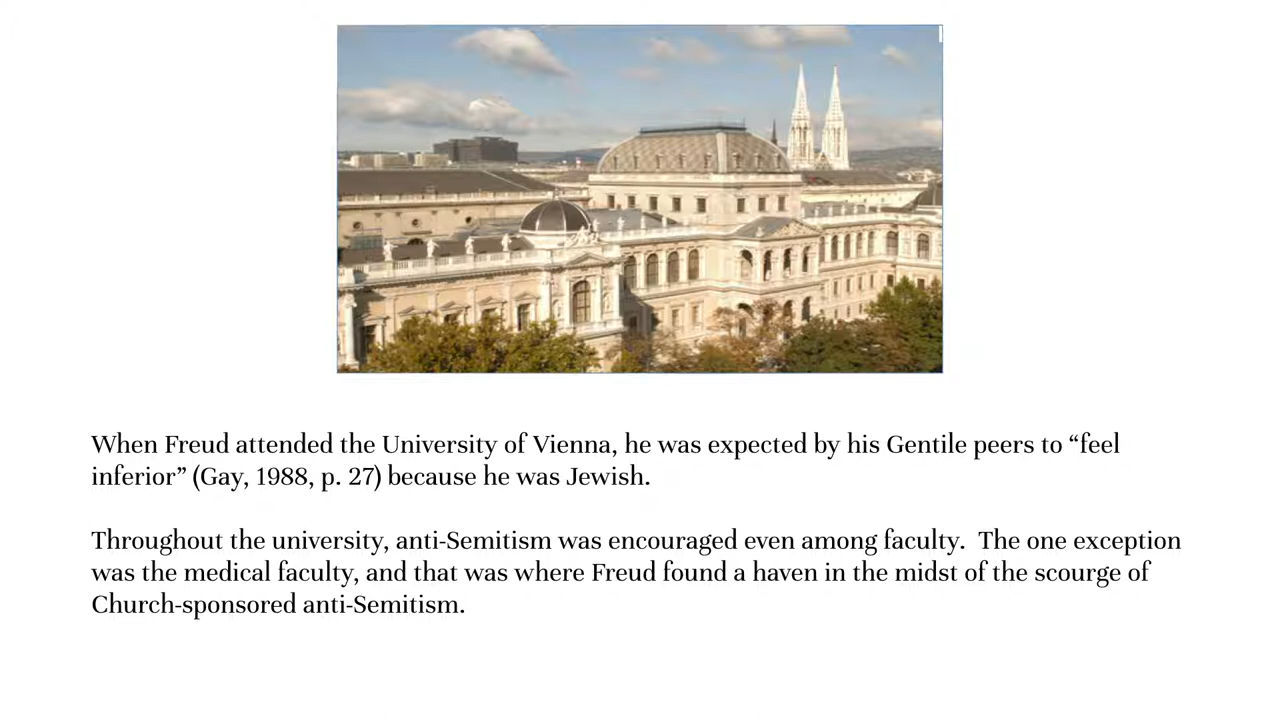 When Freud attended the University of Vienna, he was expected by his Gentile peers to “feel
inferior” (Gay, 1988, p. 27) because he was Jewish.
Throughout the university, anti-Semitism was encouraged even among faculty.  The one exception
was the medical faculty, and that was where Freud found a haven in the midst of the scourge of
Church-sponsored anti-Semitism.